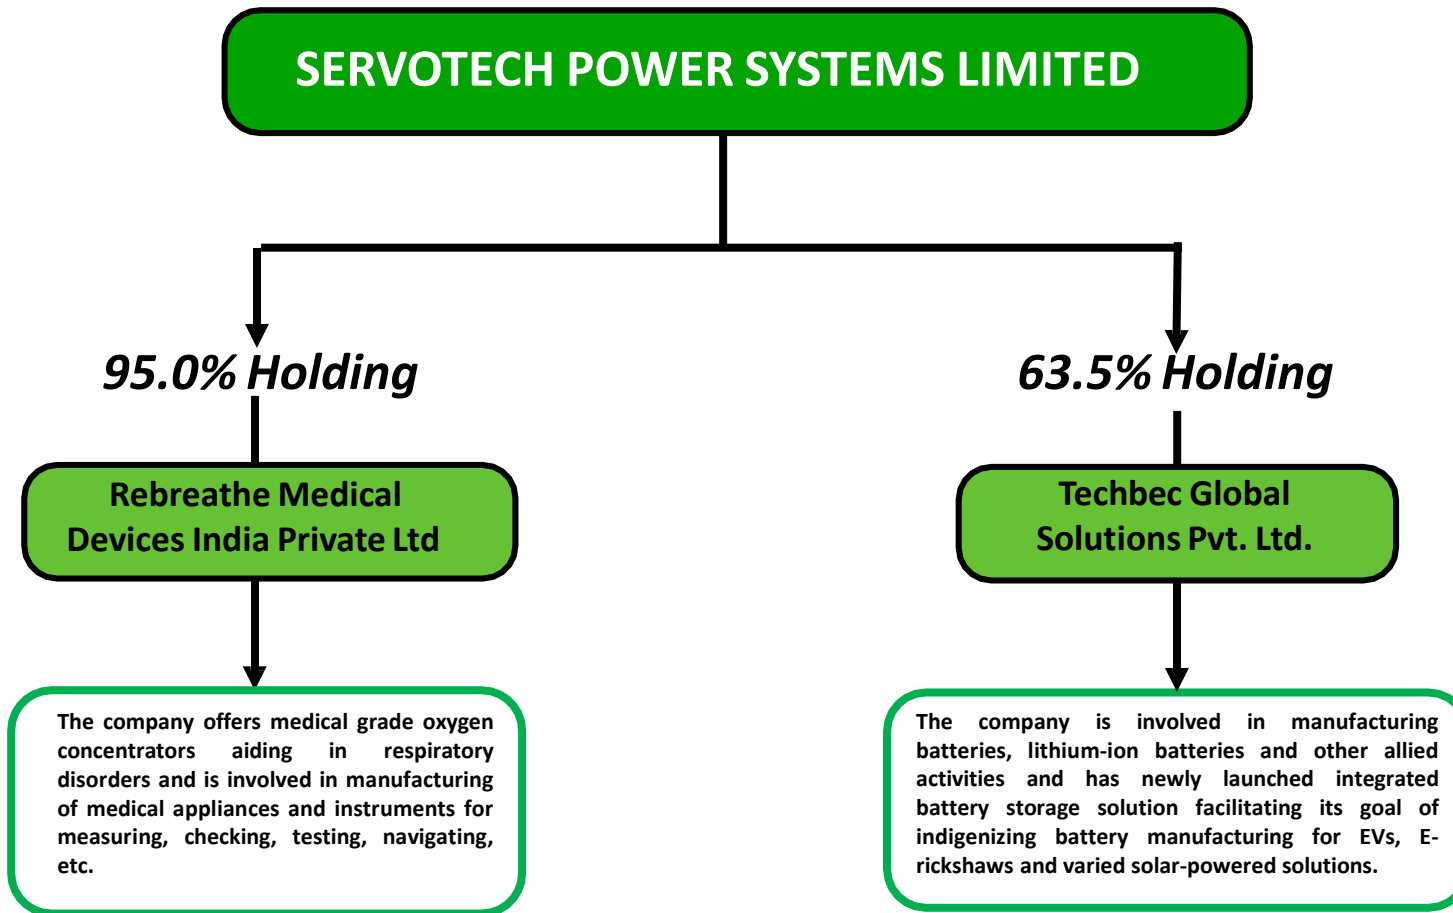 SERVOTECH POWER SYSTEMS LIMITED
95.0% Holding
63.5% Holding
Rebreathe Medical
Devices India Private Ltd
Techbec Global
Solutions Pvt. Ltd.
The company offers medical grade oxygen
concentrators aiding in respiratory
disorders and is involved in manufacturing
of medical appliances and instruments for
measuring, checking, testing, navigating,
etc.
The company is involved in manufacturing
batteries, lithium-ion batteries and other allied
activities and has newly launched integrated
battery storage solution facilitating its goal of
indigenizing battery manufacturing for EVs, E-
rickshaws and varied solar-powered solutions.